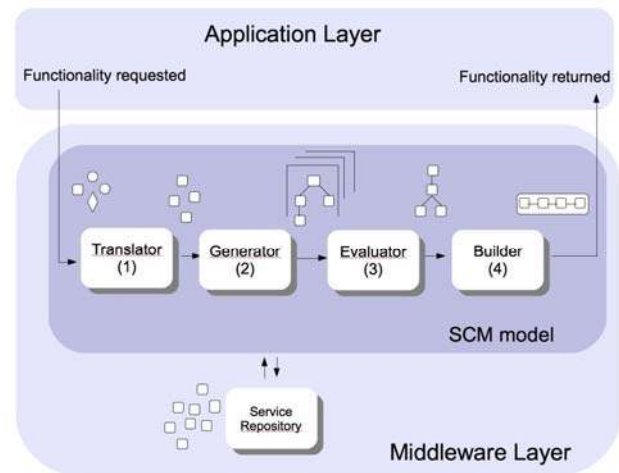 Application Layer
Functionality requested
Functionality returned
Translator
(1)
Generator
(2)
Evaluator
(3)
Builder
(4)
SCM model
Service
Repository
Middleware Layer